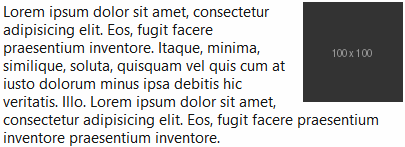 Lorem ipsum dolor sit amet, consectetur
adipisicing elit. Eos, fugit facere
praesentium inventore. Itaque, minima,
similique, soluta, quisquam vel quis cum at
iusto dolorum minus ipsa debitis hic
veritatis. Illo. Lorem ipsum dolor sit amet,
consectetur adipisicing elit. Eos, fugit facere praesentium
inventore praesentium inventore.
100 x 100